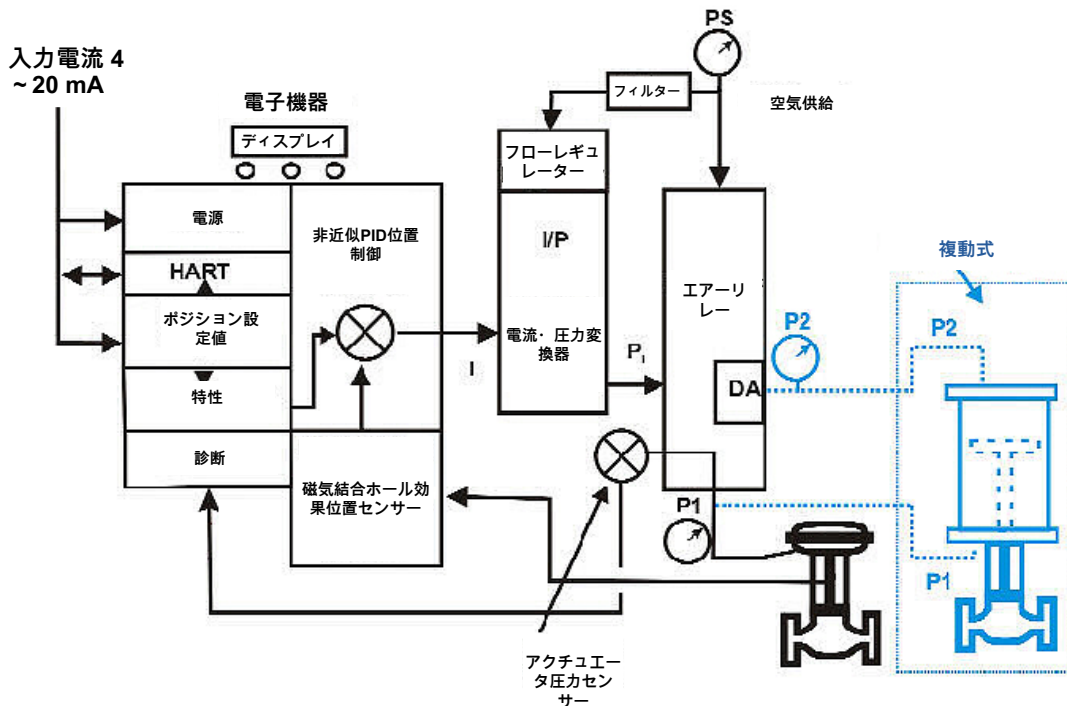 PS
入力電流 4
~ 20 mA
フィルター
空気供給
電子機器
ディスプレイ
フローレギュ
レーター
電源
非近似PID位置
制御
HART
I/P
複動式
ポジション設
定値
エアーリ
レー
P2
P2
電流・圧力変
換器
I
P₁
特性
DA
診断
磁気結合ホール効
果位置センサー
P1
P1
アクチュエー
タ圧力センサ
ー